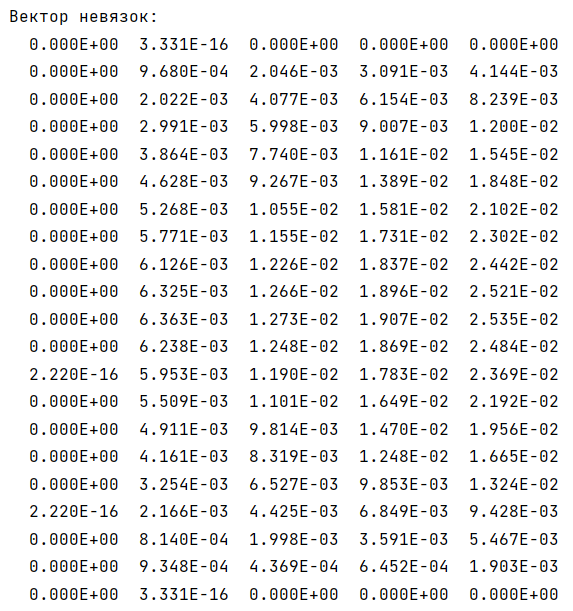 Вектор невязок:
0.000E+00 3.331E-16 0.000E+00 0.000E+00 0.000E+00
0.000E+00 9.680E-04 2.046E-03 3.091E-03 4.144E-03
0.000E+00 2.022E-03 4.077E-03 6.154E-03 8.239E-03
0.000E+00 2.991E-03 5.998E-03 9.007E-03 1.200E-02
0.000E+00 3.864E-03 7.740E-03 1.161E-02 1.545E-02
0.000E+00 4.628E-03 9.267E-03 1.389E-02 1.848E-02
0.000E+00 5.268E-03 1.055E-02 1.581E-02 2.102E-02
0.000E+00 5.771E-03 1.155E-02 1.731E-02 2.302E-02
0.000E+00 6.126E-03 1.226E-02 1.837E-02 2.442E-02
0.000E+00 6.325E-03 1.266E-02 1.896E-02 2.521E-02
0.000E+00 6.363E-03 1.273E-02 1.907E-02 2.535E-02
0.000E+00 6.238E-03 1.248E-02 1.869E-02 2.484E-02
2.220E-16 5.953E-03 1.190E-02 1.783E-02 2.369E-02
0.000E+00 5.509E-03 1.101E-02 1.649E-02 2.192E-02
0.000E+00 4.911E-03 9.814E-03 1.470E-02 1.956E-02
0.000E+00 4.161E-03 8.319E-03 1.248E-02 1.665E-02
0.000E+00 3.254E-03 6.527E-03 9.853E-03 1.324E-02
2.220E-16 2.166E-03 4.425E-03 6.849E-03 9.428E-03
0.000E+00 8.140E-04 1.998E-03 3.591E-03 5.467E-03
0.000E+00 9.348E-04 4.369E-04 6.452E-04 1.903E-03
0.000E+00 3.331E-16 0.000E+00 0.000E+00 0.000E+00